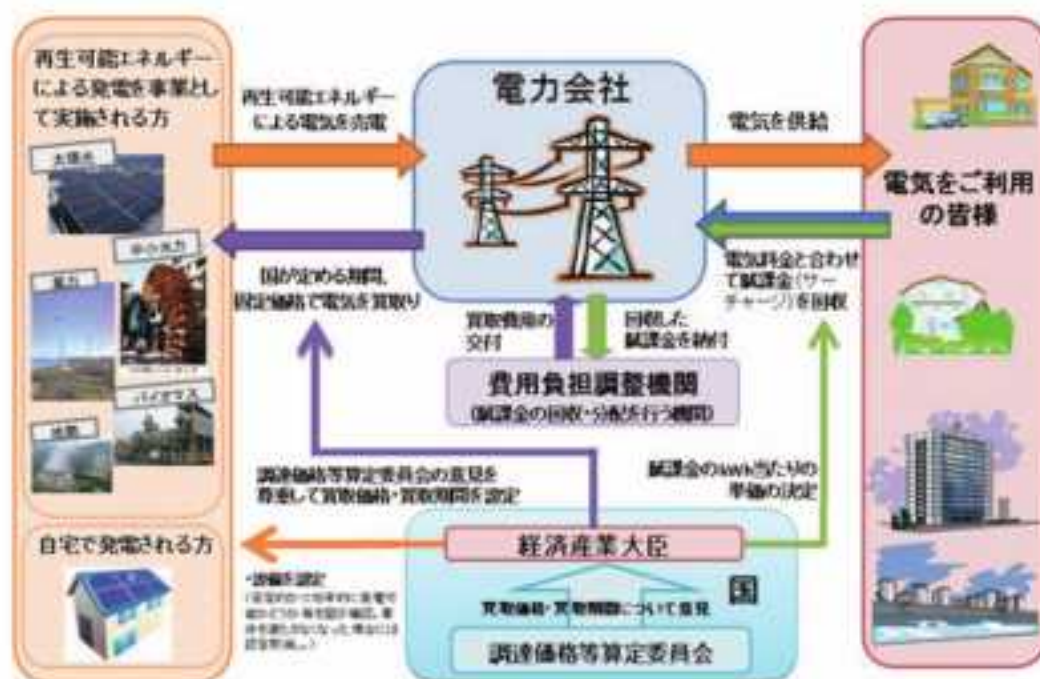 再生可能エネルギー
による発電を事業とし
て実施される方
太陽光
中小水力
風力
バイオマス
地熱
自宅で発電される方
再生可能エネルギー
による電気を売電
国が定める期間、
固定価格で電気を買取り
電力会社
電気を供給
電気をご利用
の皆様
電気料金と合わせ
て賦課金(サー
チャージ)を回収
買取費用の
交付
回収した
賦課金を納付
費用負担調整機関
(賦課金の回収・分配を行う機関)
調達価格等算定委員会の意見を
尊重して買取価格・買取期間を認定
賦課金のkWh当たりの
単価の決定
経済産業大臣
国
・設備を認定
買取価格・買取期間について意見
調達価格等算定委員会